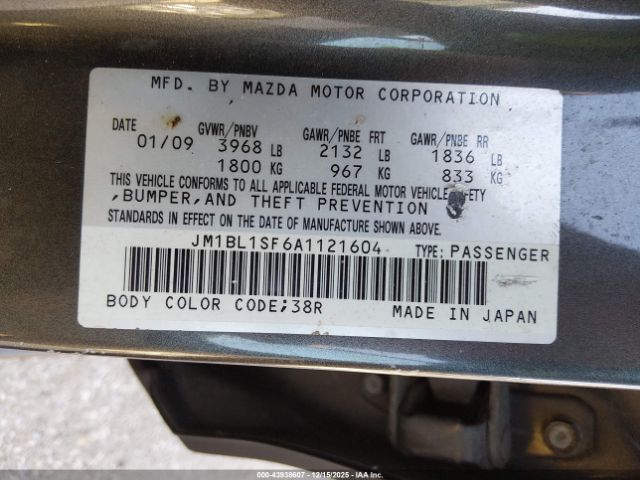 MFD. BY MAZDA MOTOR CORPORATION
DATE GVWR/PNBV GAWR/PNBE FRT GAWR/PNBE RR
01/09 3968 LB 2132 LB 1836 LB
1800 KG 967 KG 833 KG
THIS VEHICLE CONFORMS TO ALL APPLICABLE FEDERAL MOTOR VEHICLE
,BUMPER,AND THEFT PREVENTION
STANDARDS IN EFFECT ON THE DATE OF MANUFACTURE SHOWN ABOVE.
JM1BL1SF6A1121604 TYPE: PASSENGER
BODY COLOR CODE;38R MADE IN JAPAN
000-43938607 - 12/15/2025 - IAAI.COM